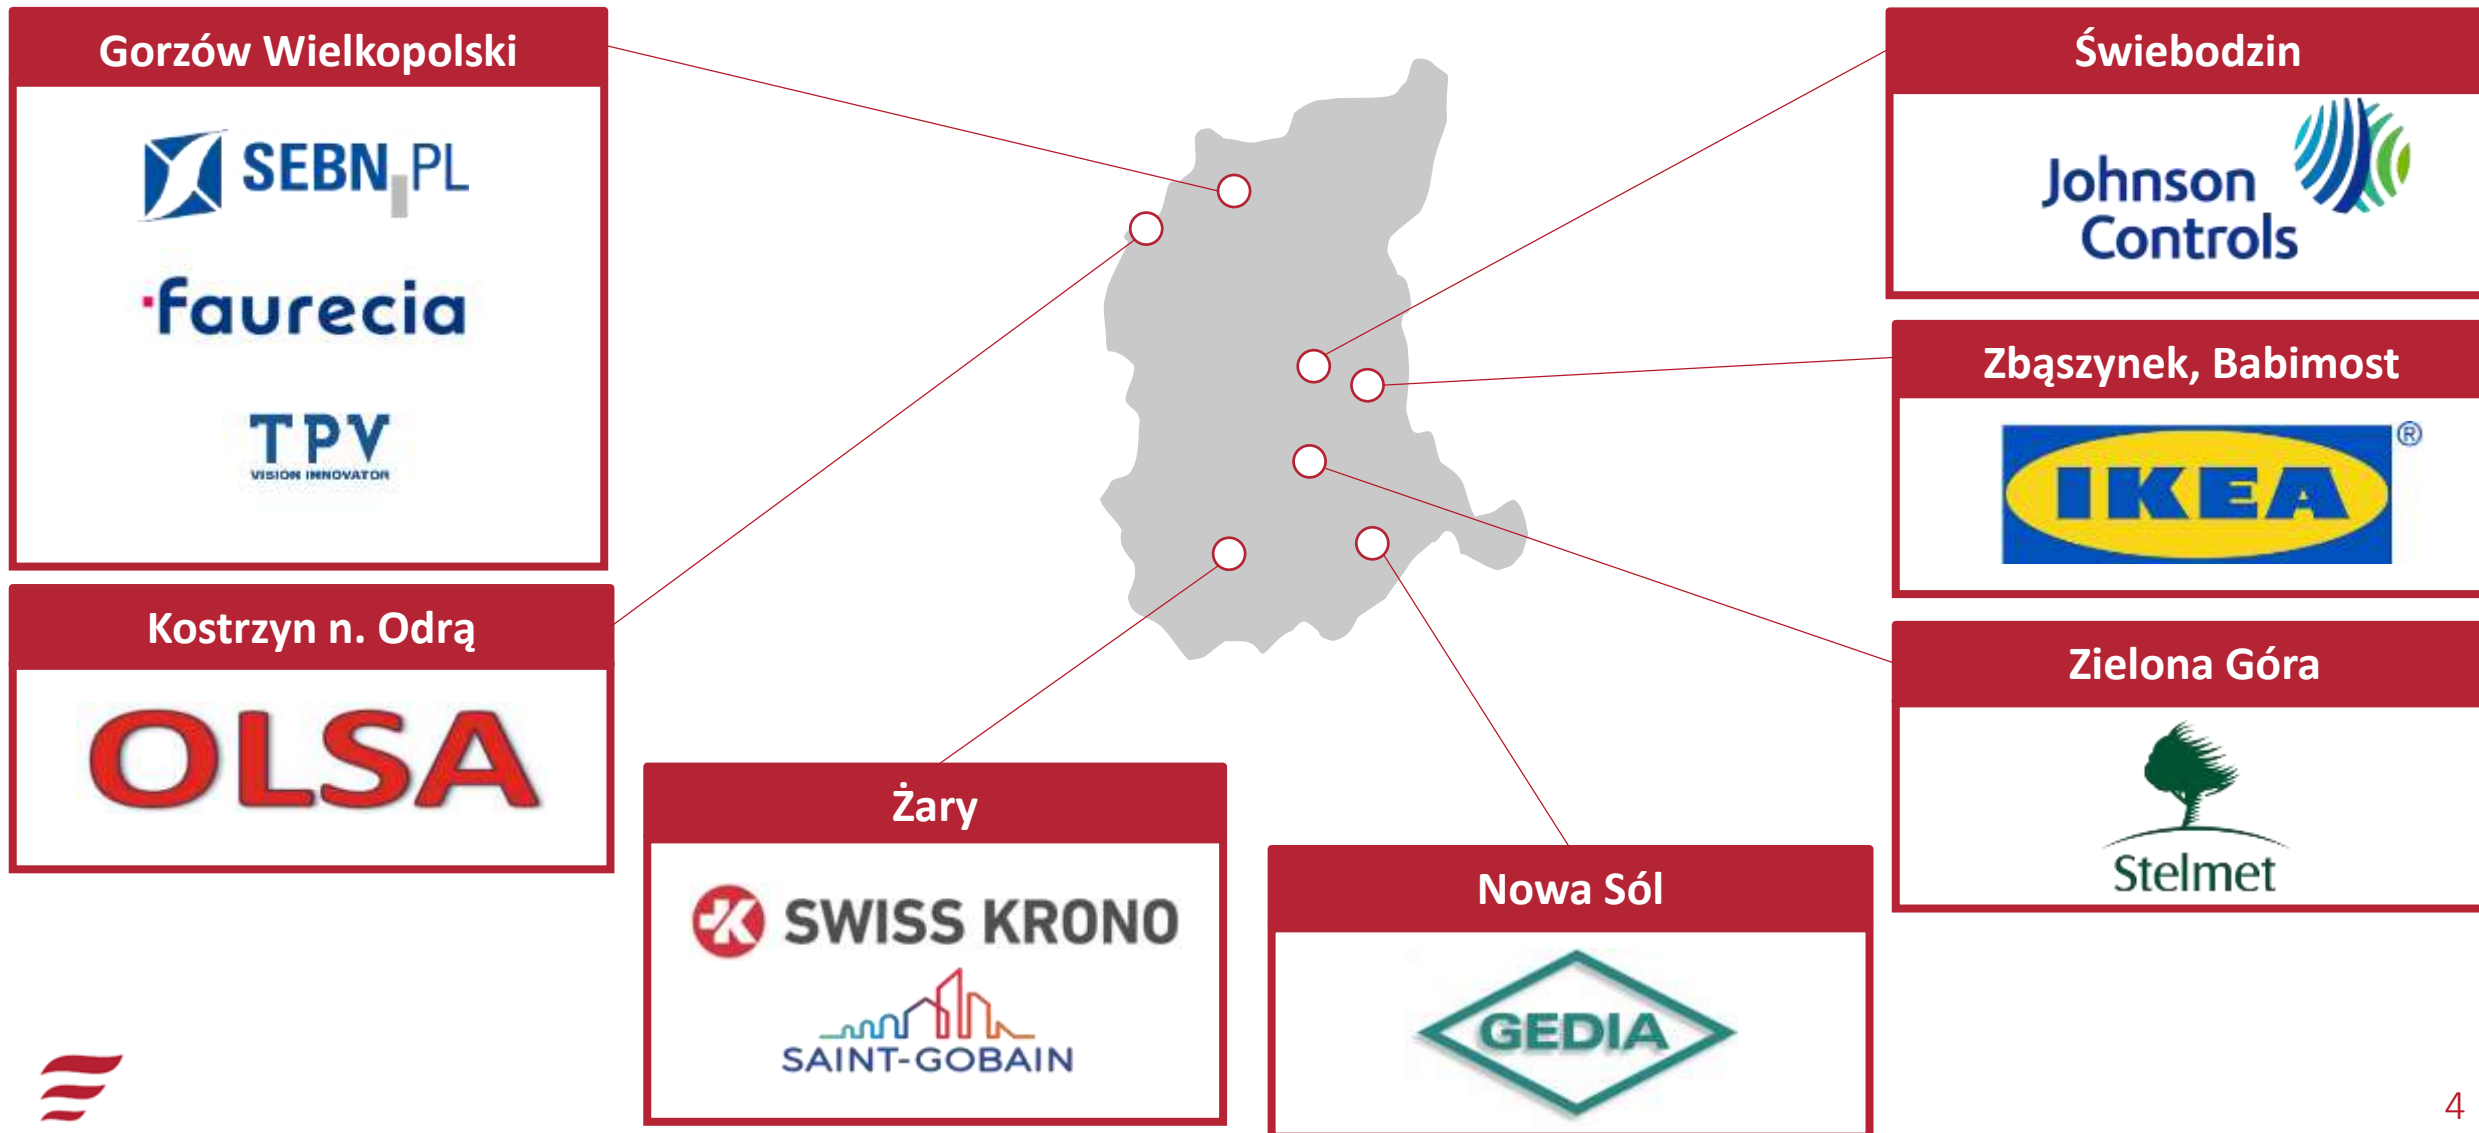 Gorzów Wielkopolski
SEBN PL
faurecia
TPV
VISION INNOVATOR
Kostrzyn n. Odrą
OLSA
Żary
SWISS KRONO
SAINT-GOBAIN
Nowa Sól
GEDIA
Świebodzin
Johnson
Controls
Zbąszynek, Babimost
IKEA ®
Zielona Góra
Stelmet
4